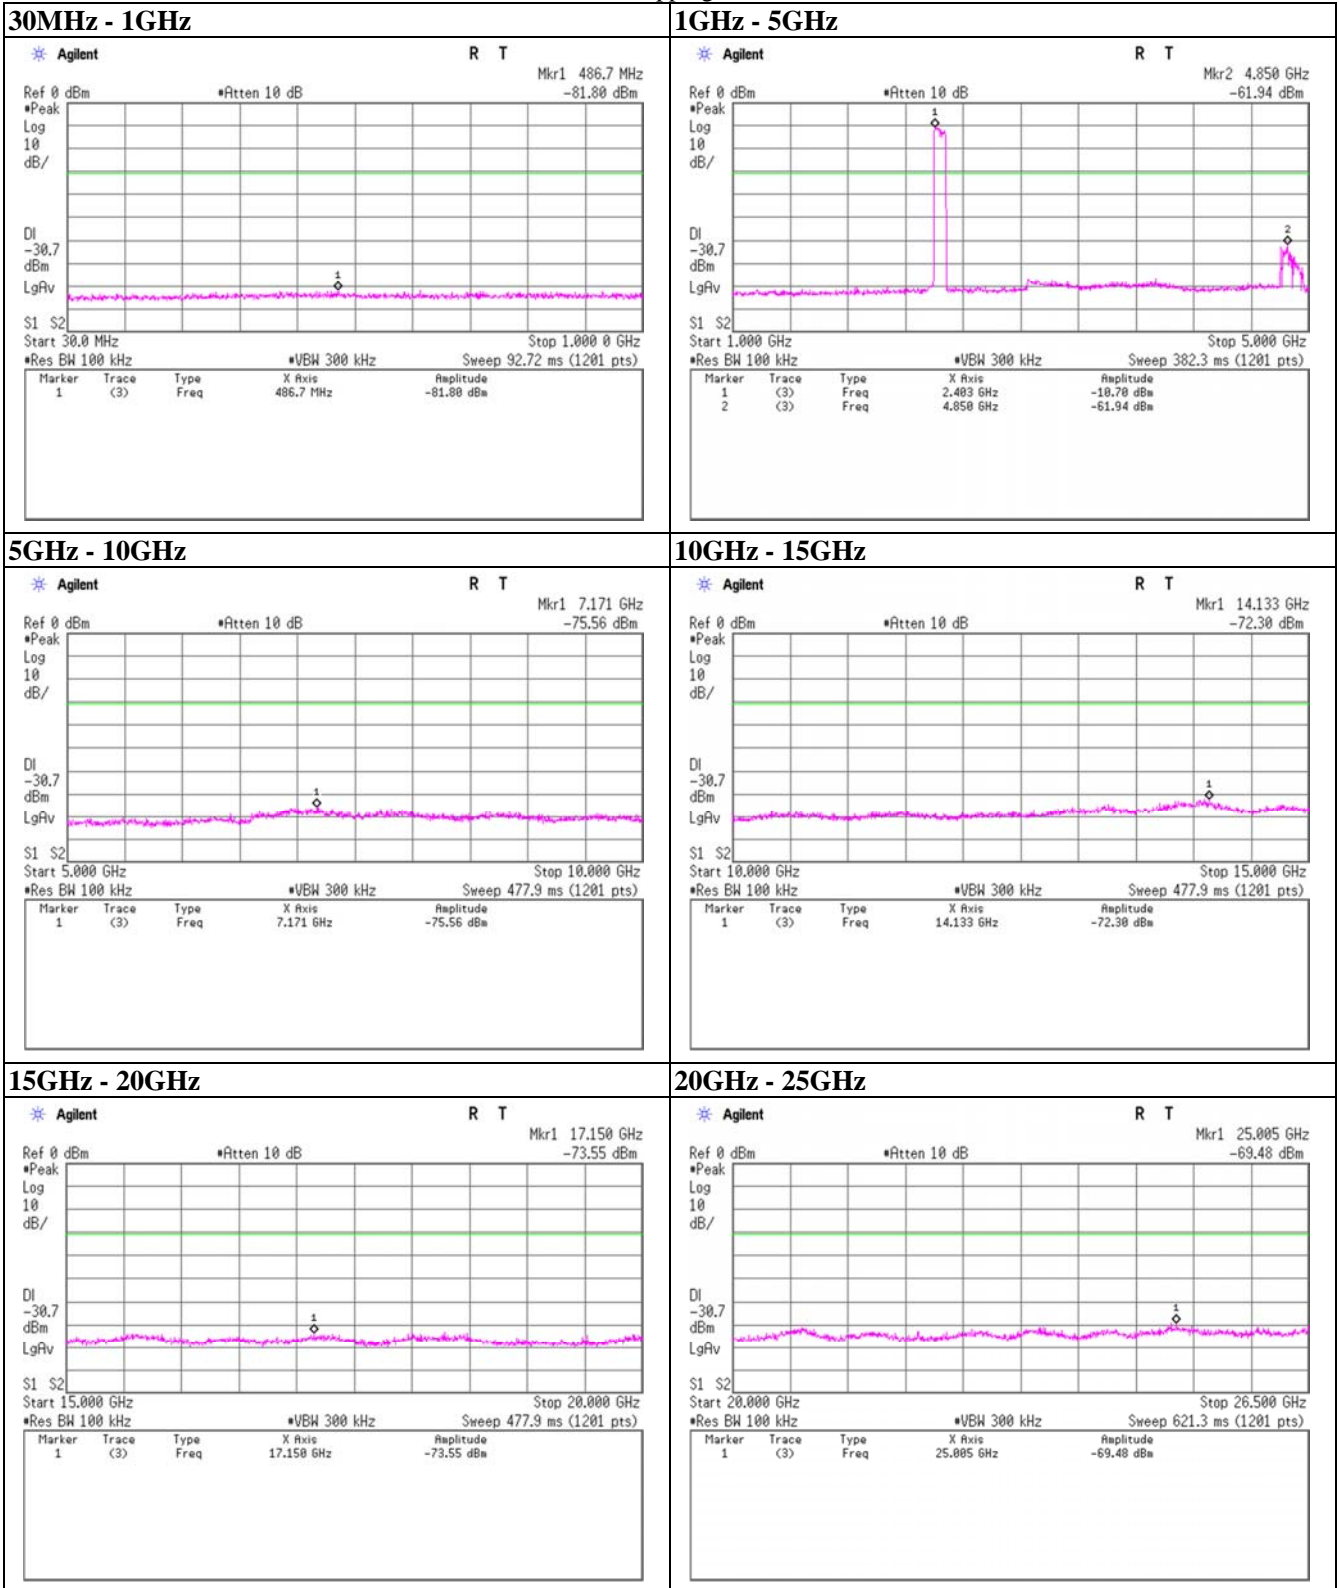 30MHz - 1GHz
Agilent R T
Mkr1 486.7 MHz
Ref 0 dBm #Atten 10 dB -81.80 dBm
#Peak
Log
10
dB/
DI
-30.7
dBm
LgAv
1
S1 S2
Start 30.0 MHz Stop 1.000 0 GHz
#Res BW 100 kHz #VBW 300 kHz Sweep 92.72 ms (1201 pts)
Marker Trace Type X Axis Amplitude
1 (3) Freq 486.7 MHz -81.80 dBm
1GHz - 5GHz
Agilent R T
Mkr2 4.850 GHz
Ref 0 dBm #Atten 10 dB -61.94 dBm
#Peak
Log
10
dB/
1
DI
-30.7
dBm
LgAv
2
S1 S2
Start 1.000 GHz Stop 5.000 GHz
#Res BW 100 kHz #VBW 300 kHz Sweep 382.3 ms (1201 pts)
Marker Trace Type X Axis Amplitude
1 (3) Freq 2.403 GHz -10.70 dBm
2 (3) Freq 4.850 GHz -61.94 dBm
5GHz - 10GHz
Agilent R T
Mkr1 7.171 GHz
Ref 0 dBm #Atten 10 dB -75.56 dBm
#Peak
Log
10
dB/
DI
-30.7
dBm
LgAv
1
S1 S2
Start 5.000 GHz Stop 10.000 GHz
#Res BW 100 kHz #VBW 300 kHz Sweep 477.9 ms (1201 pts)
Marker Trace Type X Axis Amplitude
1 (3) Freq 7.171 GHz -75.56 dBm
10GHz - 15GHz
Agilent R T
Mkr1 14.133 GHz
Ref 0 dBm #Atten 10 dB -72.30 dBm
#Peak
Log
10
dB/
DI
-30.7
dBm
LgAv
1
S1 S2
Start 10.000 GHz Stop 15.000 GHz
#Res BW 100 kHz #VBW 300 kHz Sweep 477.9 ms (1201 pts)
Marker Trace Type X Axis Amplitude
1 (3) Freq 14.133 GHz -72.30 dBm
15GHz - 20GHz
Agilent R T
Mkr1 17.150 GHz
Ref 0 dBm #Atten 10 dB -73.55 dBm
#Peak
Log
10
dB/
DI
-30.7
dBm
LgAv
1
S1 S2
Start 15.000 GHz Stop 20.000 GHz
#Res BW 100 kHz #VBW 300 kHz Sweep 477.9 ms (1201 pts)
Marker Trace Type X Axis Amplitude
1 (3) Freq 17.150 GHz -73.55 dBm
20GHz - 25GHz
Agilent R T
Mkr1 25.005 GHz
Ref 0 dBm #Atten 10 dB -69.48 dBm
#Peak
Log
10
dB/
DI
-30.7
dBm
LgAv
1
S1 S2
Start 20.000 GHz Stop 26.500 GHz
#Res BW 100 kHz #VBW 300 kHz Sweep 621.3 ms (1201 pts)
Marker Trace Type X Axis Amplitude
1 (3) Freq 25.005 GHz -69.48 dBm